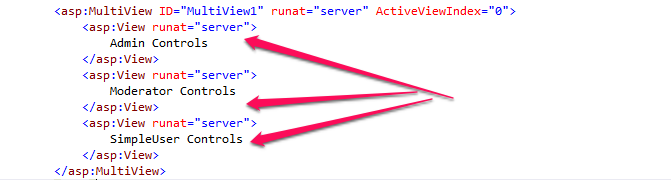 <asp:MultiView ID="MultiView1" runat="server" ActiveViewIndex="0">
<asp:View runat="server">
Admin Controls
</asp:View>
<asp:View runat="server">
Moderator Controls
</asp:View>
<asp:View runat="server">
SimpleUser Controls
</asp:View>
</asp:MultiView>